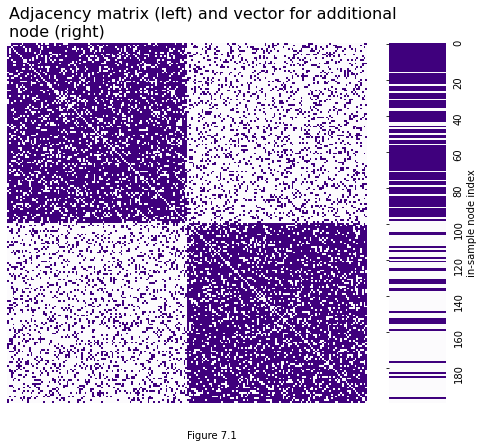 Adjacency matrix (left) and vector for additional
node (right)
0
20
40
60
80
100
120
140
160
180
in-sample node index
Figure 7.1